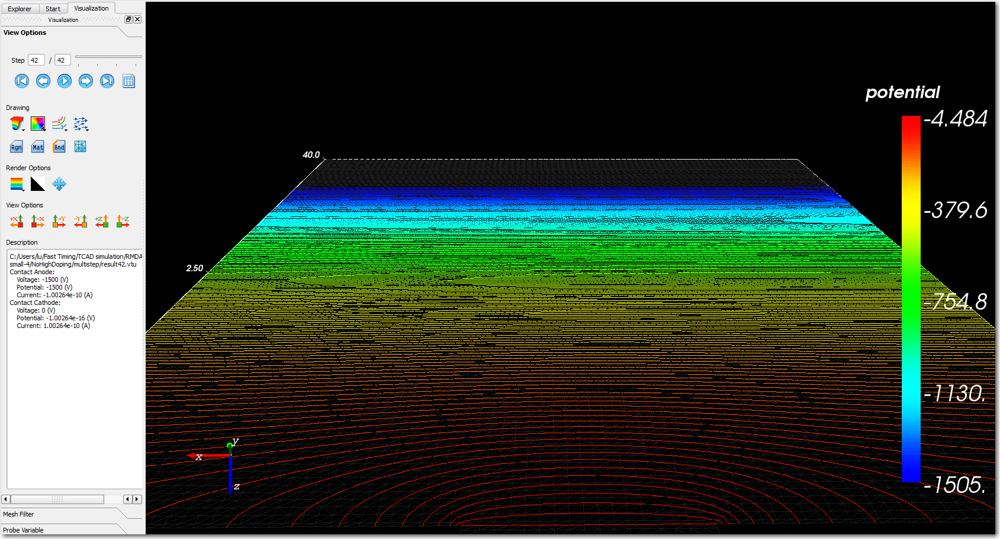 Explorer Start Visualization
Visualization
View Options
Step 42 / 42
Drawing
Rgn Mat Bnd
Render Options
View Options
+X -X +Y -Y +Z -Z
Description
C:/Users/lu/Fast Timing/TCAD simulation/RMDA
small-4/NoHighDoping/multistep/result42.vtu
Contact Anode:
Voltage: -1500 (V)
Potential: -1500 (V)
Current: -1.00264e-10 (A)
Contact Cathode:
Voltage: 0 (V)
Potential: -1.00264e-16 (V)
Current: 1.00264e-10 (A)
Mesh Filter
Probe Variable
40.0
2.50
y
x
z
potential
-4.484
-379.6
-754.8
-1130.
-1505.